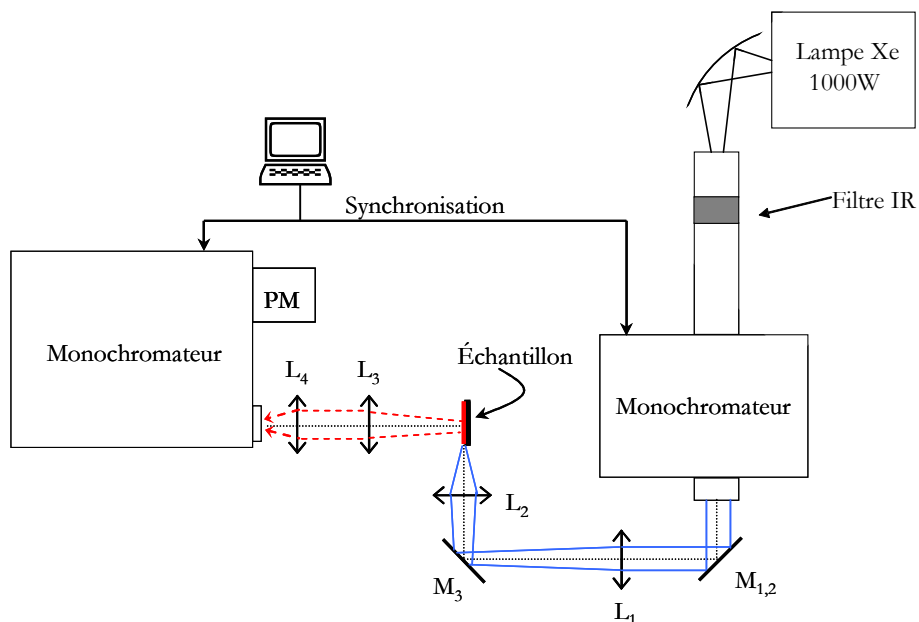 Lampe Xe
1000W
Filtre IR
Synchronisation
PM
Monochromateur
Échantillon
L4
L3
Monochromateur
L2
M3
L1
M1,2